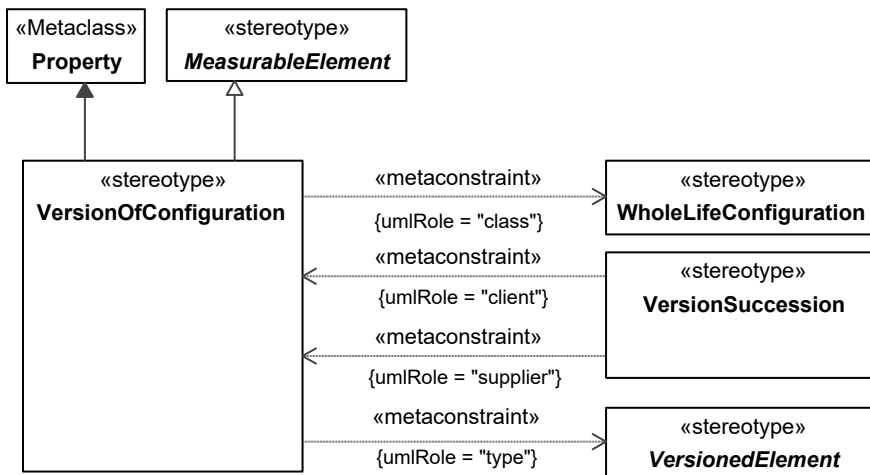 «Metaclass»
Property
«stereotype»
MeasurableElement
«stereotype»
VersionOfConfiguration
«metaconstraint»
{umlRole = "class"}
«stereotype»
WholeLifeConfiguration
«metaconstraint»
{umlRole = "client"}
«stereotype»
VersionSuccession
«metaconstraint»
{umlRole = "supplier"}
«metaconstraint»
{umlRole = "type"}
«stereotype»
VersionedElement